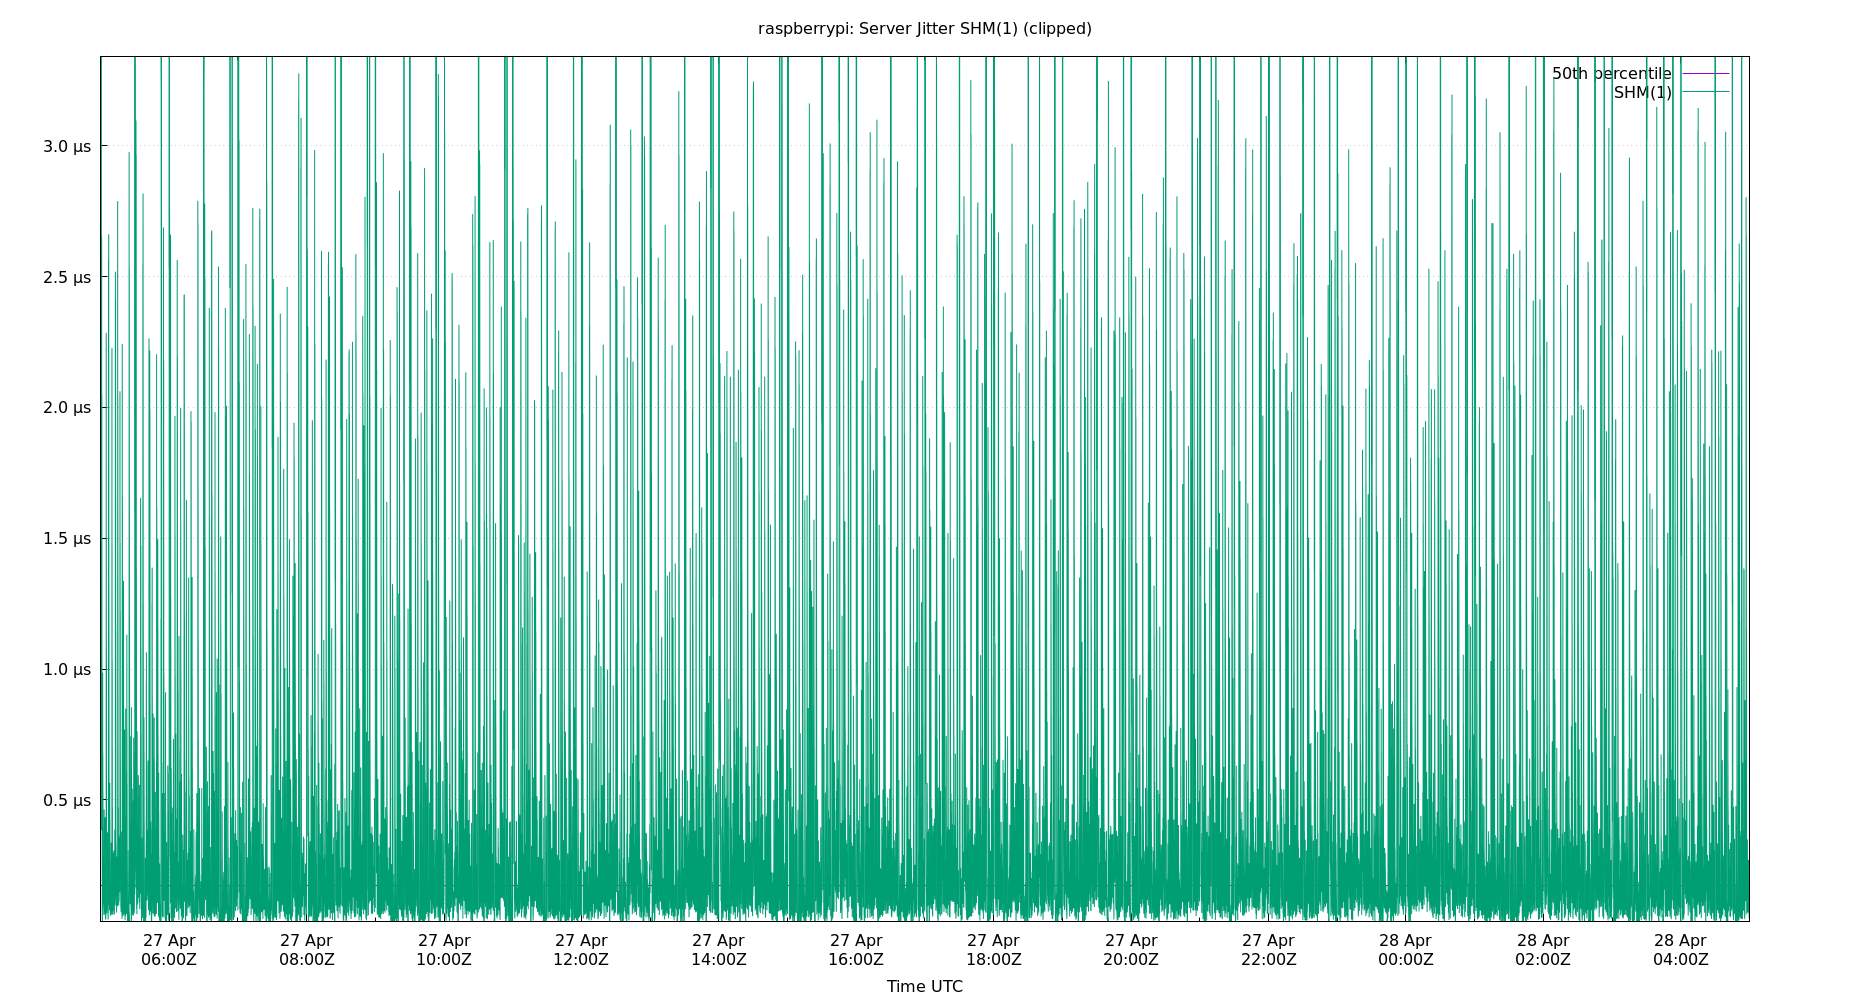 raspberrypi: Server Jitter SHM(1) (clipped)
50th percentile
SHM(1)
3.0 µs
2.5 µs
2.0 µs
1.5 µs
1.0 µs
0.5 µs
27 Apr 27 Apr 27 Apr 27 Apr 27 Apr 27 Apr 27 Apr 27 Apr 27 Apr 28 Apr 28 Apr 28 Apr
06:00Z 08:00Z 10:00Z 12:00Z 14:00Z 16:00Z 18:00Z 20:00Z 22:00Z 00:00Z 02:00Z 04:00Z
Time UTC